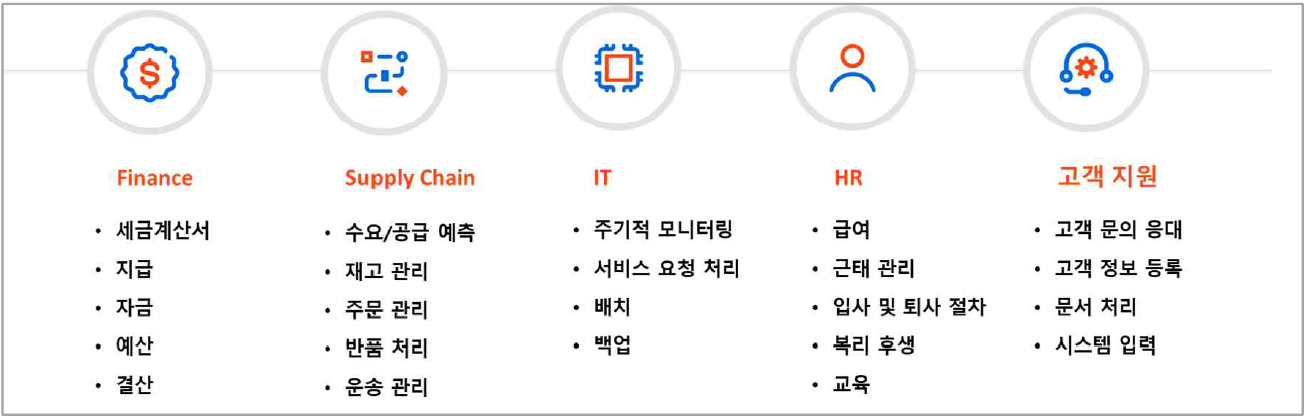 Finance
• 세금계산서
• 지급
• 자금
• 예산
• 결산
Supply Chain
• 수요/공급 예측
• 재고 관리
• 주문 관리
• 반품 처리
• 운송 관리
IT
• 주기적 모니터링
• 서비스 요청 처리
• 배치
• 백업
HR
• 급여
• 근태 관리
• 입사 및 퇴사 절차
• 복리 후생
• 교육
고객 지원
• 고객 문의 응대
• 고객 정보 등록
• 문서 처리
• 시스템 입력